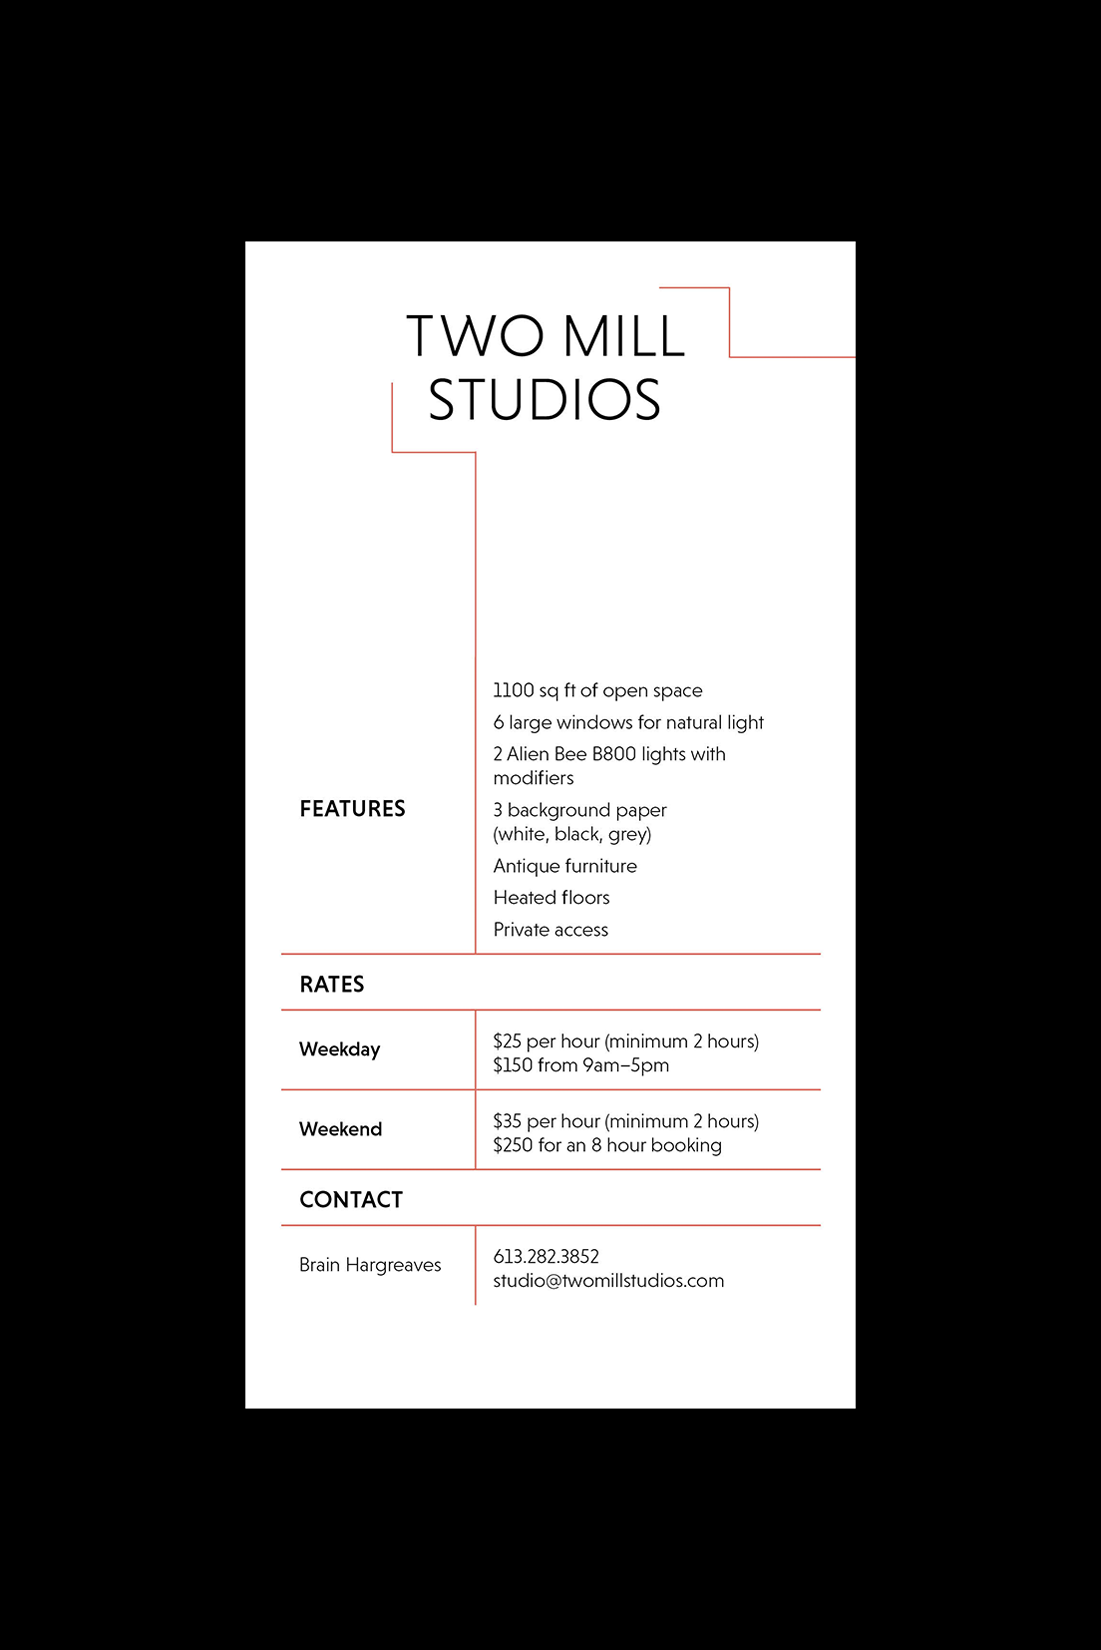 TWO MILL
STUDIOS
FEATURES
1100 sq ft of open space
6 large windows for natural light
2 Alien Bee B800 lights with
modifiers
3 background paper
(white, black, grey)
Antique furniture
Heated floors
Private access
RATES
Weekday
$25 per hour (minimum 2 hours)
$150 from 9am–5pm
Weekend
$35 per hour (minimum 2 hours)
$250 for an 8 hour booking
CONTACT
Brain Hargreaves
613.282.3852
studio@twomillstudios.com